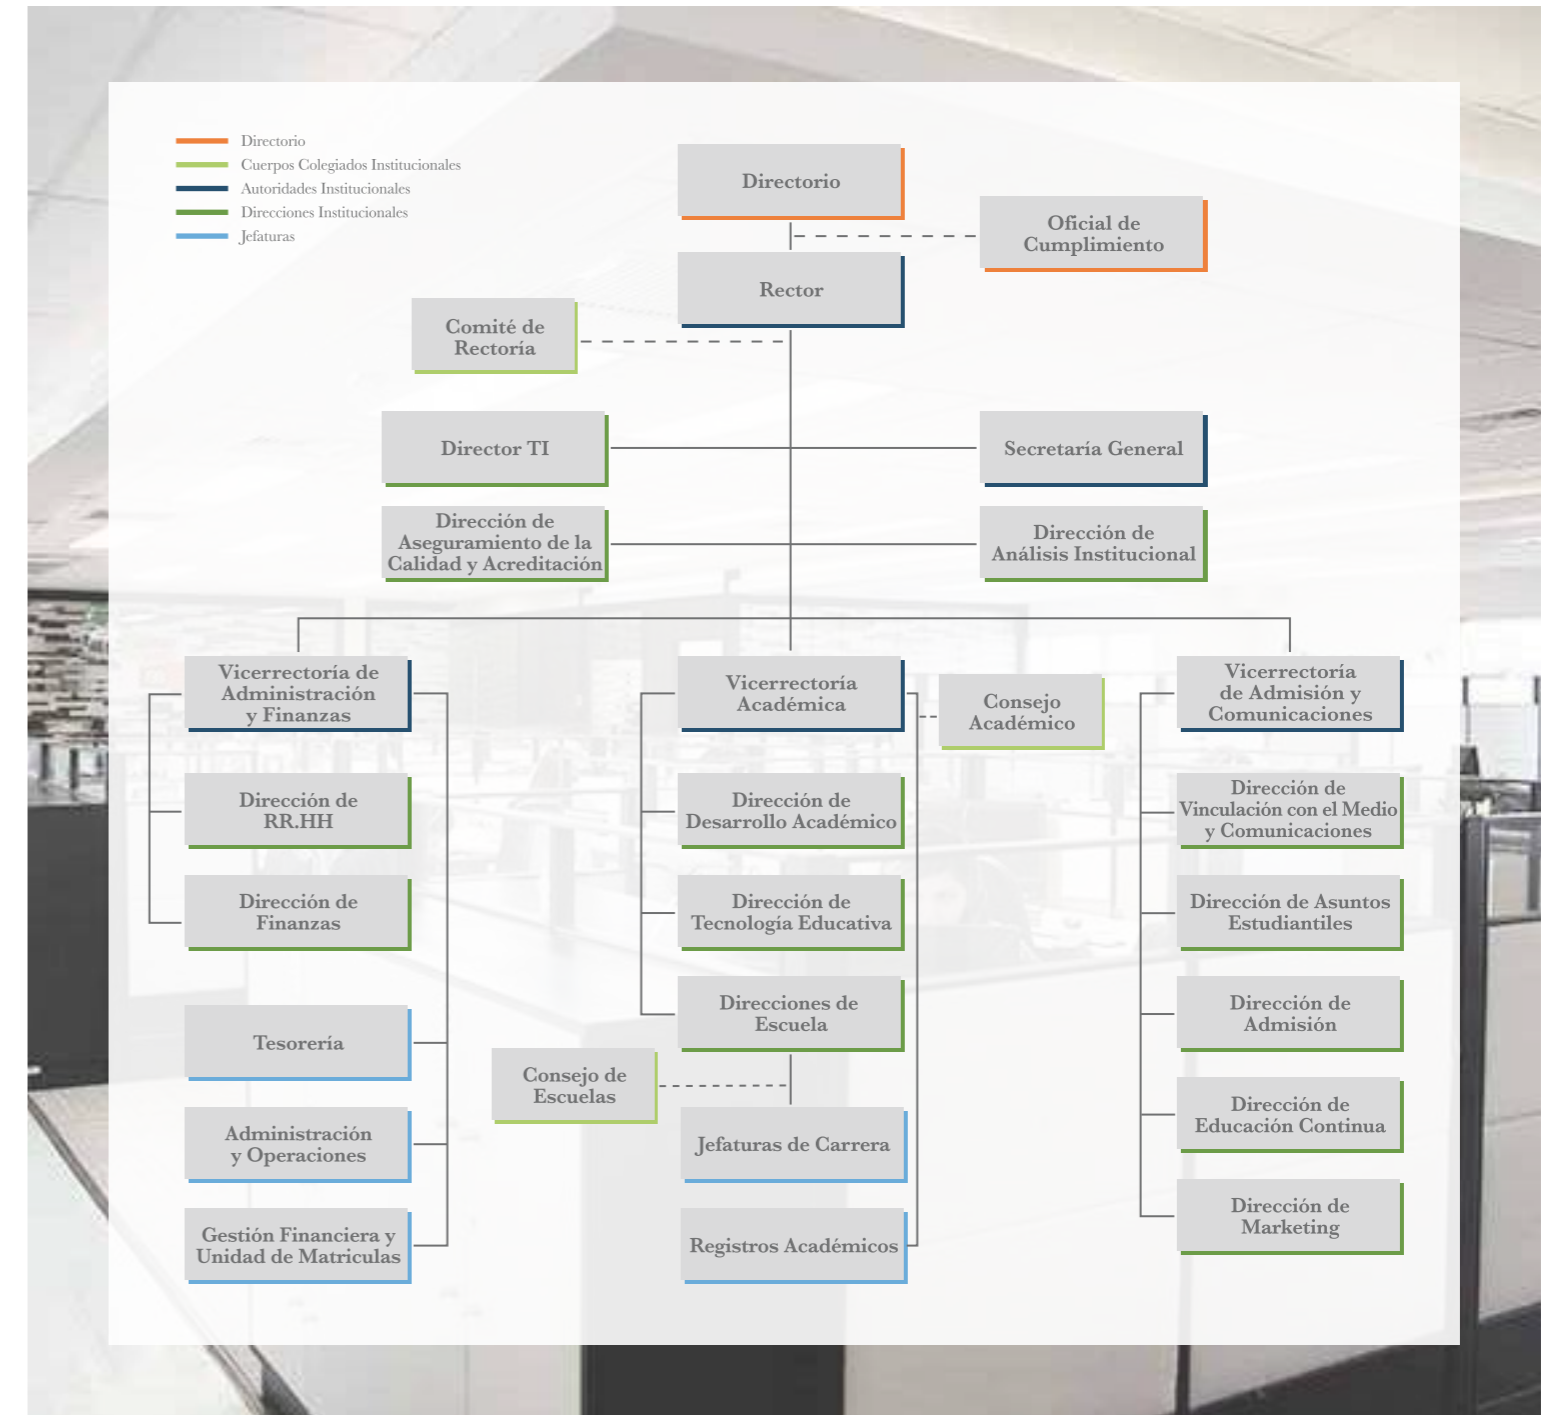 Directorio
Cuerpos Colegiados Institucionales
Autoridades Institucionales
Direcciones Institucionales
Jefaturas
Directorio
Oficial de
Cumplimiento
Rector
Comité de
Rectoría
Director TI
Secretaría General
Dirección de
Aseguramiento de la
Calidad y Acreditación
Dirección de
Análisis Institucional
Vicerrectoría de
Administración
y Finanzas
Vicerrectoría
Académica
Consejo
Académico
Vicerrectoría
de Admisión y
Comunicaciones
Dirección de
RR.HH
Dirección de
Desarrollo Académico
Dirección de
Vinculación con el Medio
y Comunicaciones
Dirección de
Finanzas
Dirección de
Tecnología Educativa
Dirección de Asuntos
Estudiantiles
Tesorería
Direcciones de
Escuela
Dirección de
Admisión
Consejo de
Escuelas
Administración
y Operaciones
Jefaturas de Carrera
Dirección de
Educación Continua
Gestión Financiera y
Unidad de Matriculas
Registros Académicos
Dirección de
Marketing